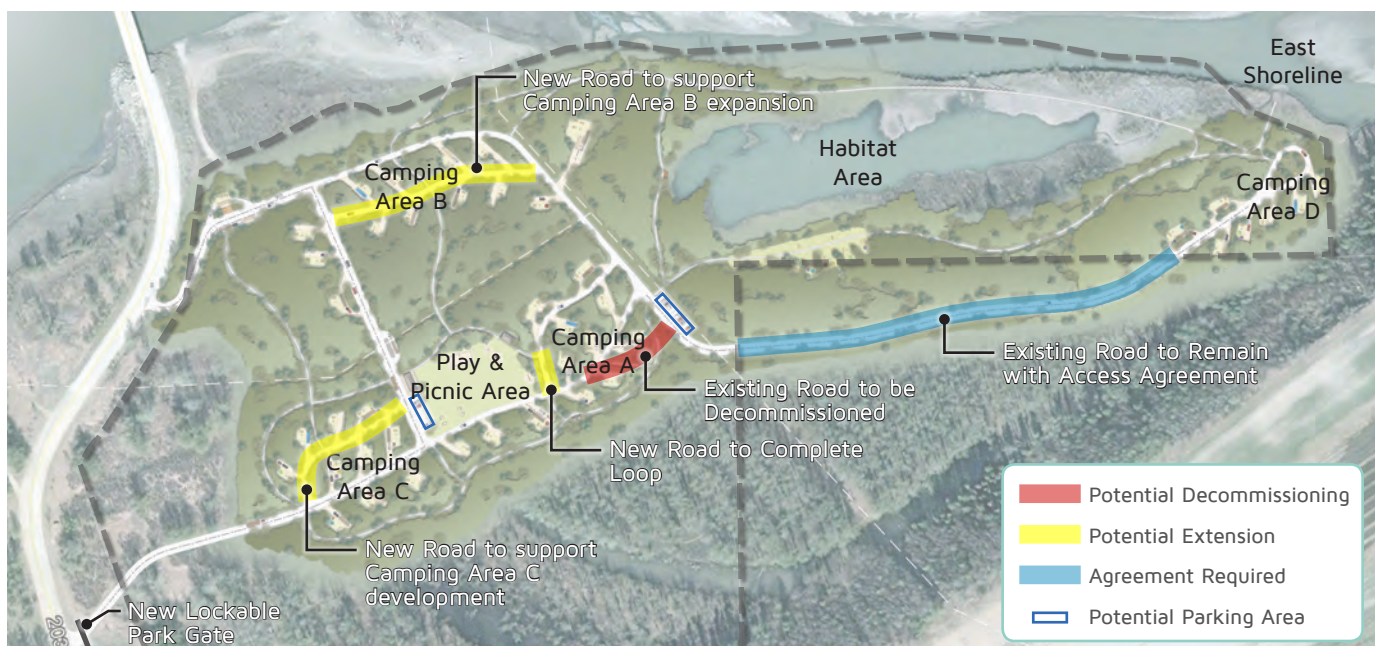 East
Shoreline
New Road to support
Camping Area B expansion
Habitat
Area
Camping
Area B
Camping
Area D
Camping
Area A
Play &
Picnic Area
Existing Road to Remain
with Access Agreement
Existing Road to be
Decommissioned
New Road to Complete
Loop
Camping
Area C
New Road to support
Camping Area C
development
New Lockable
Park Gate
Potential Decommissioning
Potential Extension
Agreement Required
Potential Parking Area